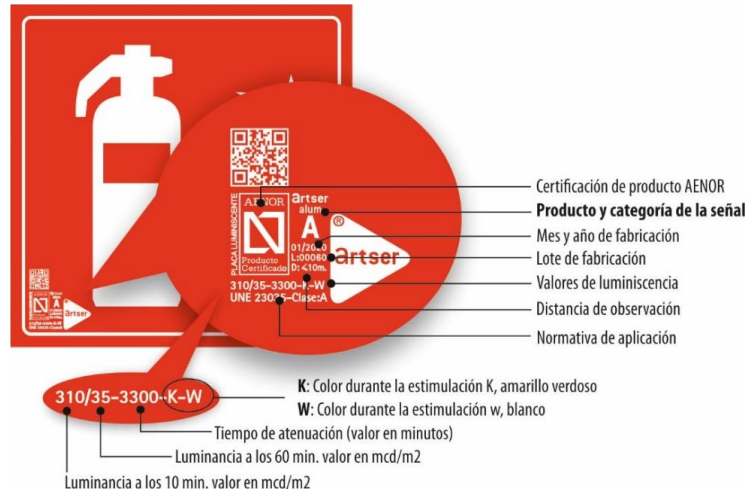 PLACA LUMINISCENTE
AENOR
Producto
Certificado
artser
alum
A
01/2020
L:00060
D: <10m.
310/35-3300-K-W
UNE 23035-Clase:A
®
artser
Certificación de producto AENOR
Producto y categoría de la señal
Mes y año de fabricación
Lote de fabricación
Valores de luminiscencia
Distancia de observación
Normativa de aplicación
artser
310/35-3300-K-W
K: Color durante la estimulación K, amarillo verdoso
W: Color durante la estimulación w, blanco
Tiempo de atenuación (valor en minutos)
Luminancia a los 60 min. valor en mcd/m2
Luminancia a los 10 min. valor en mcd/m2